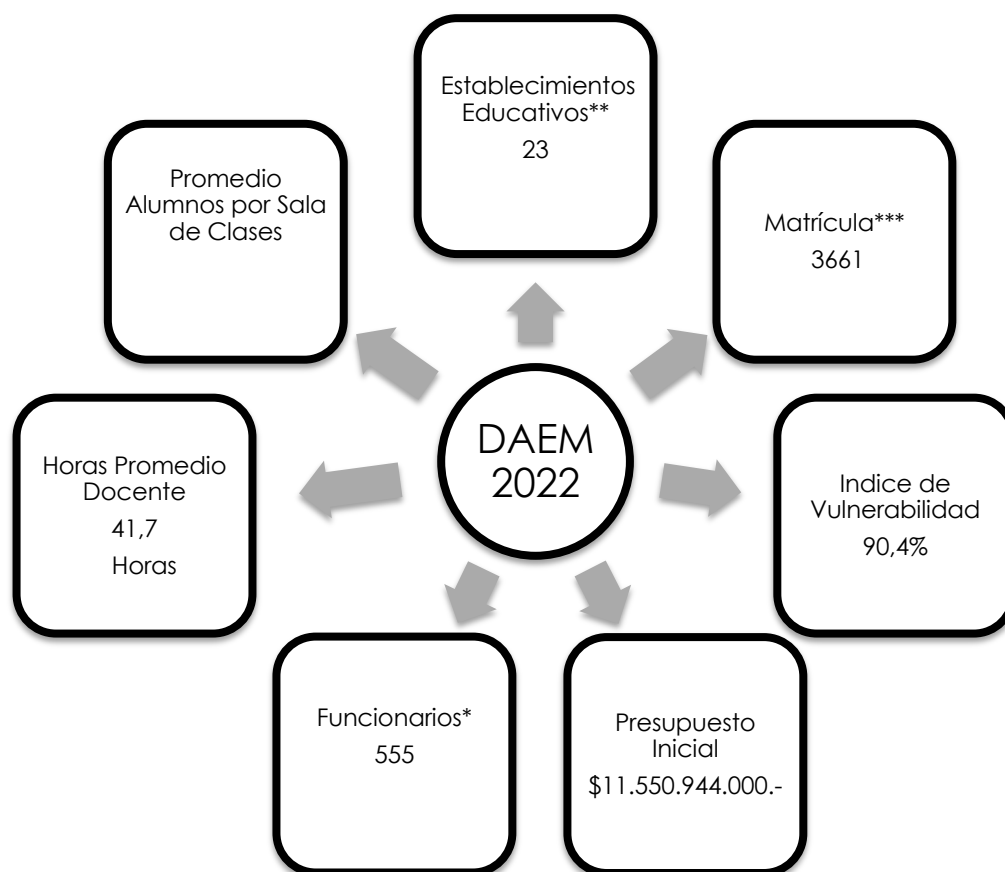 DAEM
2022
Establecimientos
Educativos**
23
Matrícula***
3661
Indice de
Vulnerabilidad
90,4%
Presupuesto
Inicial
$11.550.944.000.-
Funcionarios*
555
Horas Promedio
Docente
41,7
Horas
Promedio
Alumnos por Sala
de Clases